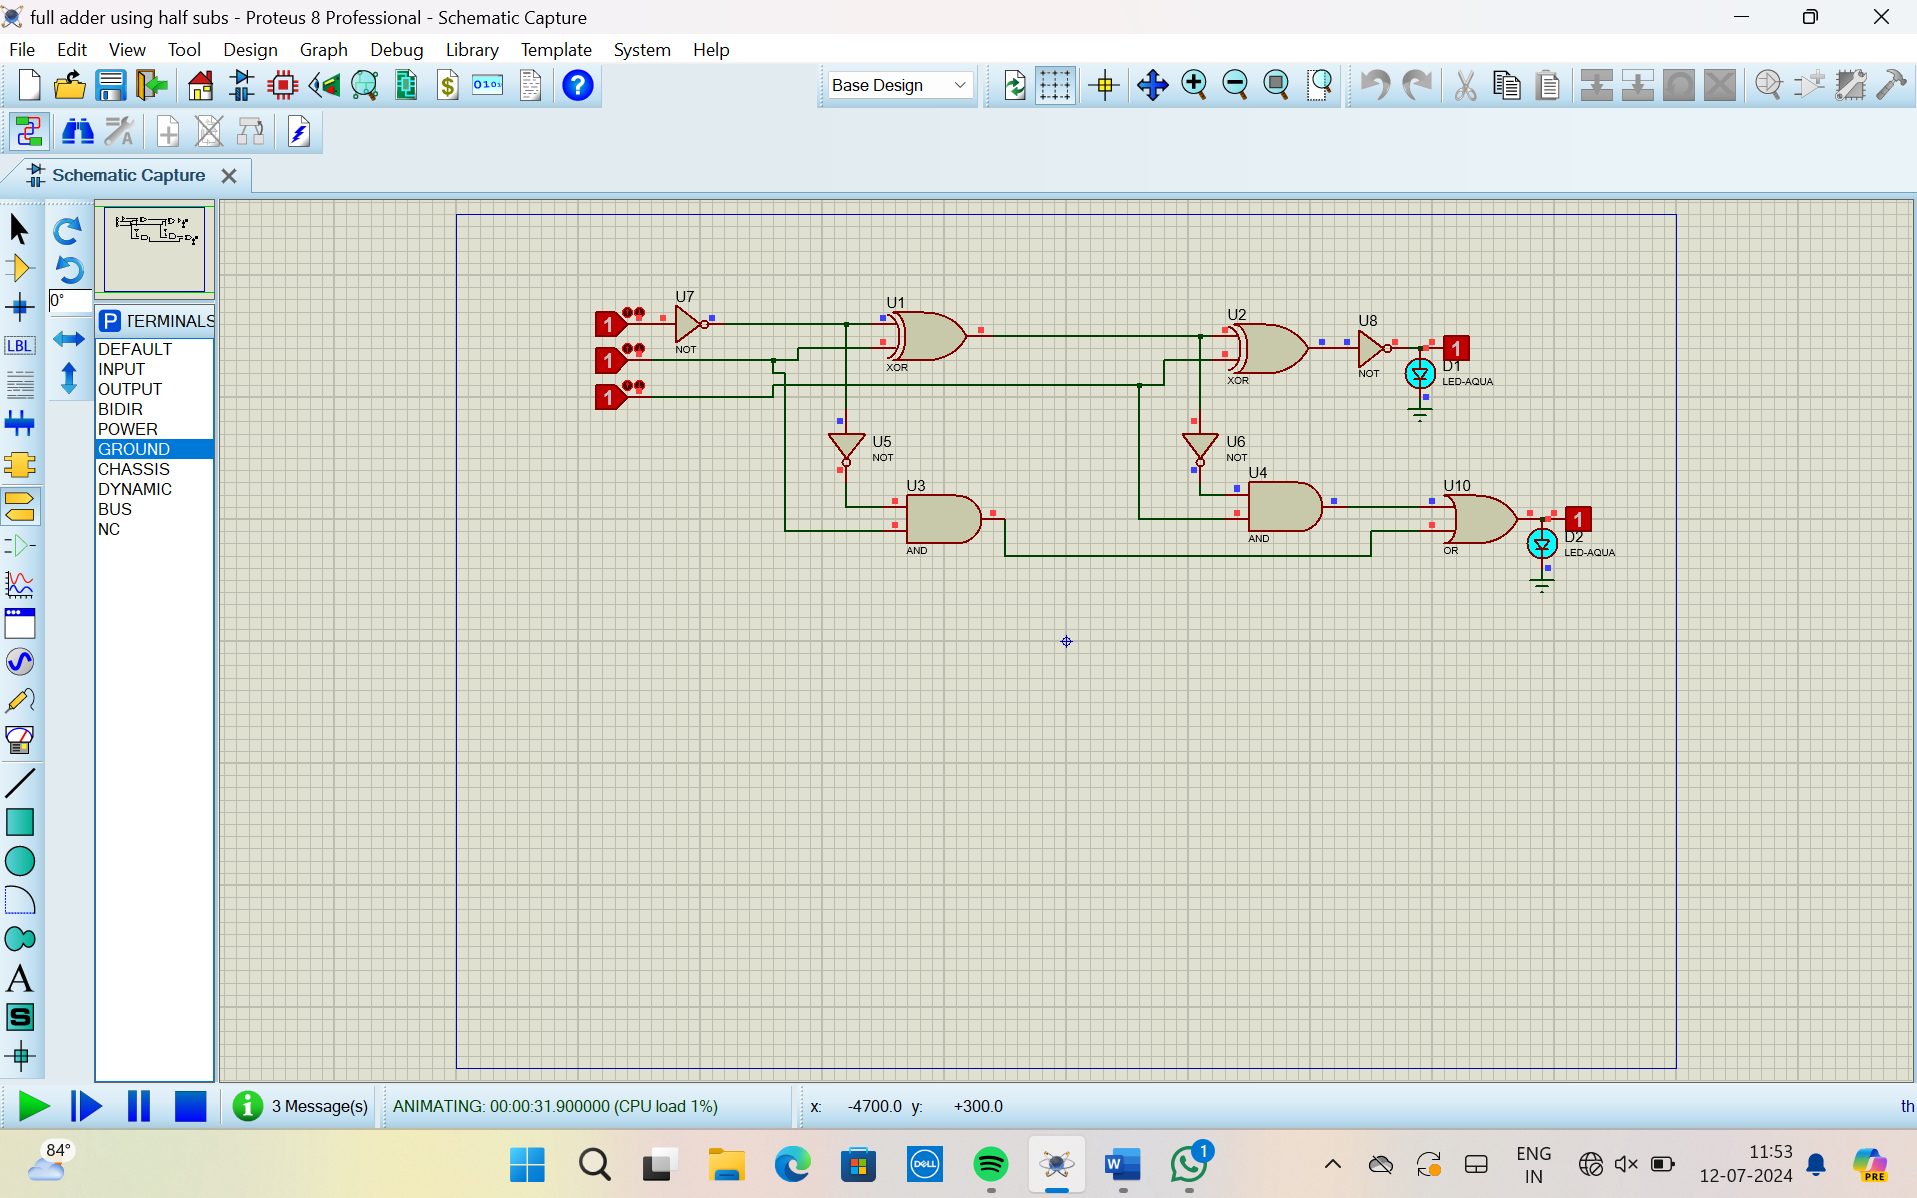 full adder using half subs - Proteus 8 Professional - Schematic Capture
File Edit View Tool Design Graph Debug Library Template System Help
Base Design
Schematic Capture
0°
P TERMINALS
LBL
DEFAULT
INPUT
OUTPUT
BIDIR
POWER
GROUND
CHASSIS
DYNAMIC
BUS
NC
A
S
U7
NOT
1
1
1
U1
XOR
U2
XOR
U8
NOT
1
D1
LED-AQUA
U5
NOT
U6
NOT
U3
AND
U4
AND
U10
OR
1
D2
LED-AQUA
3 Message(s)
ANIMATING: 00:00:31.900000 (CPU load 1%)
x: -4700.0 y: +300.0
th
84°
DELL
W
1
ENG
IN
11:53
12-07-2024
PRE